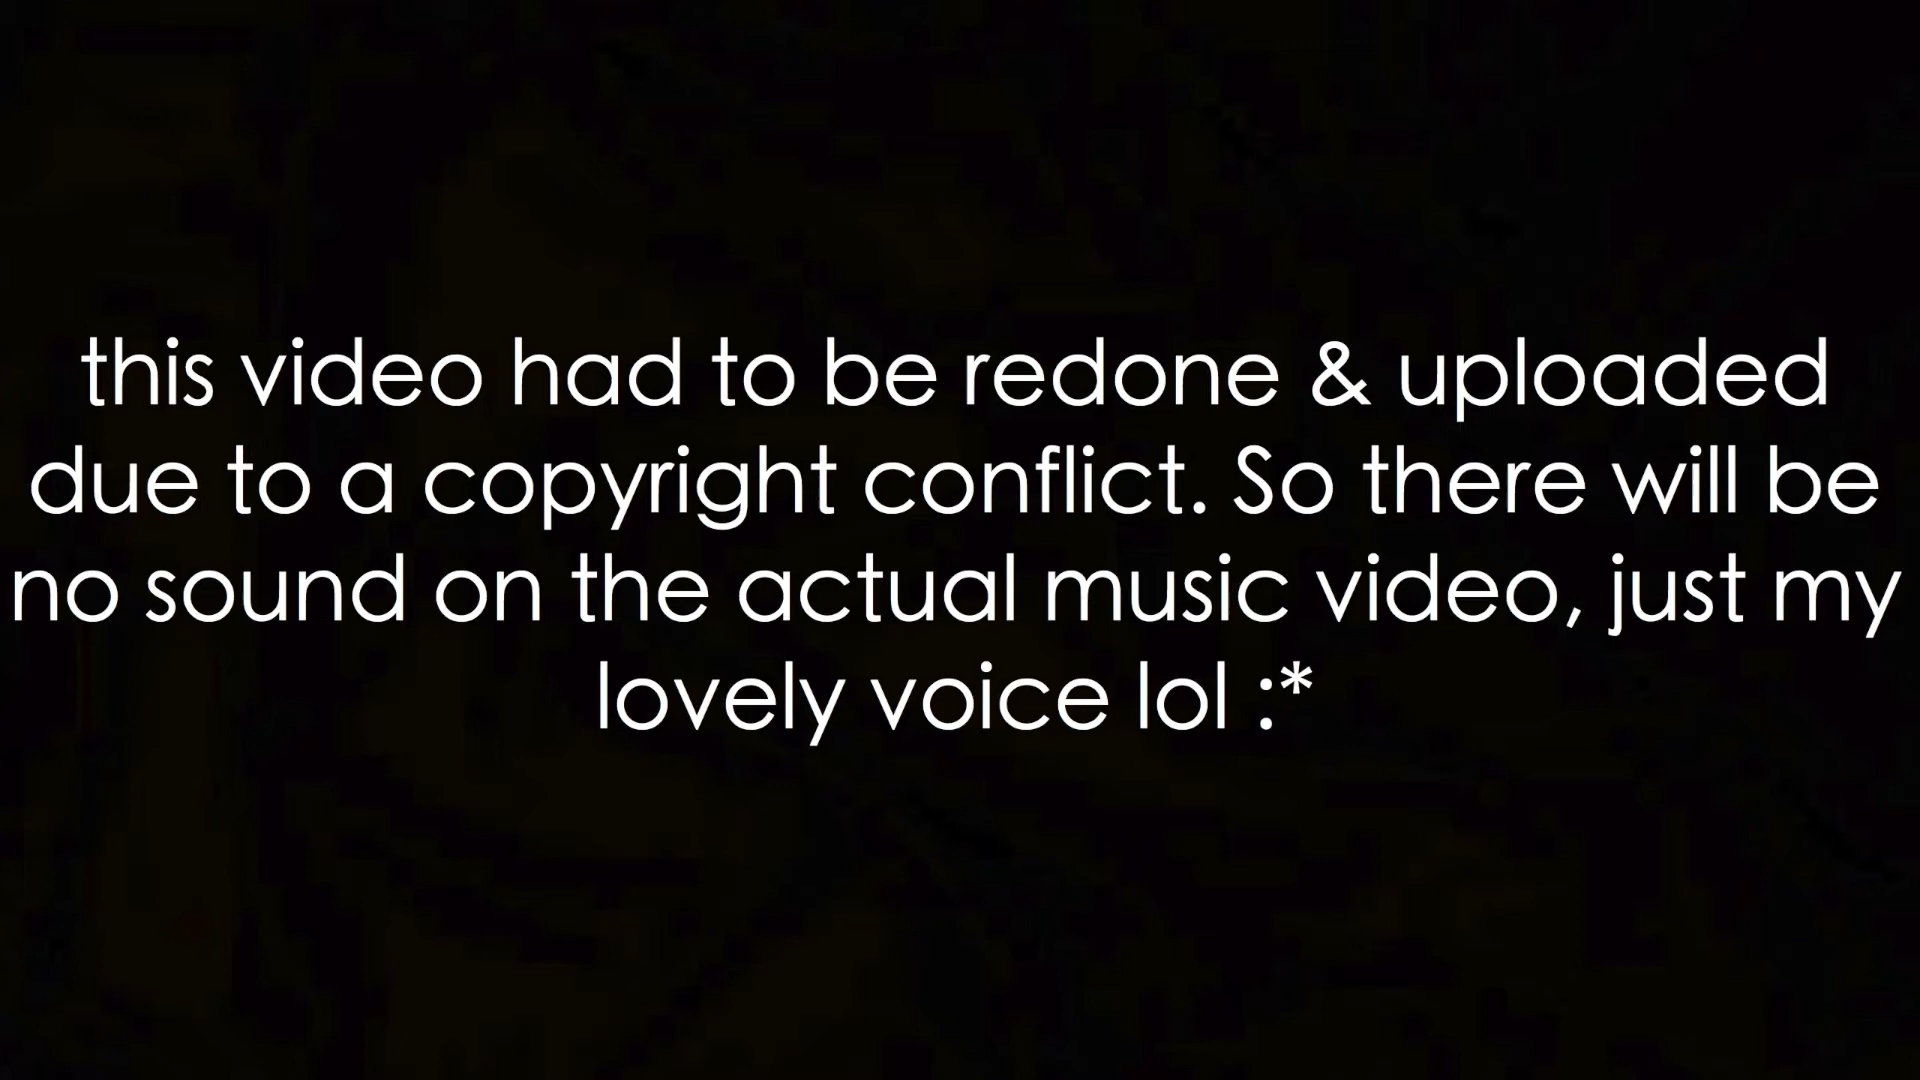 this video had to be redone & uploaded
due to a copyright conflict. So there will be
no sound on the actual music video, just my
lovely voice lol :*